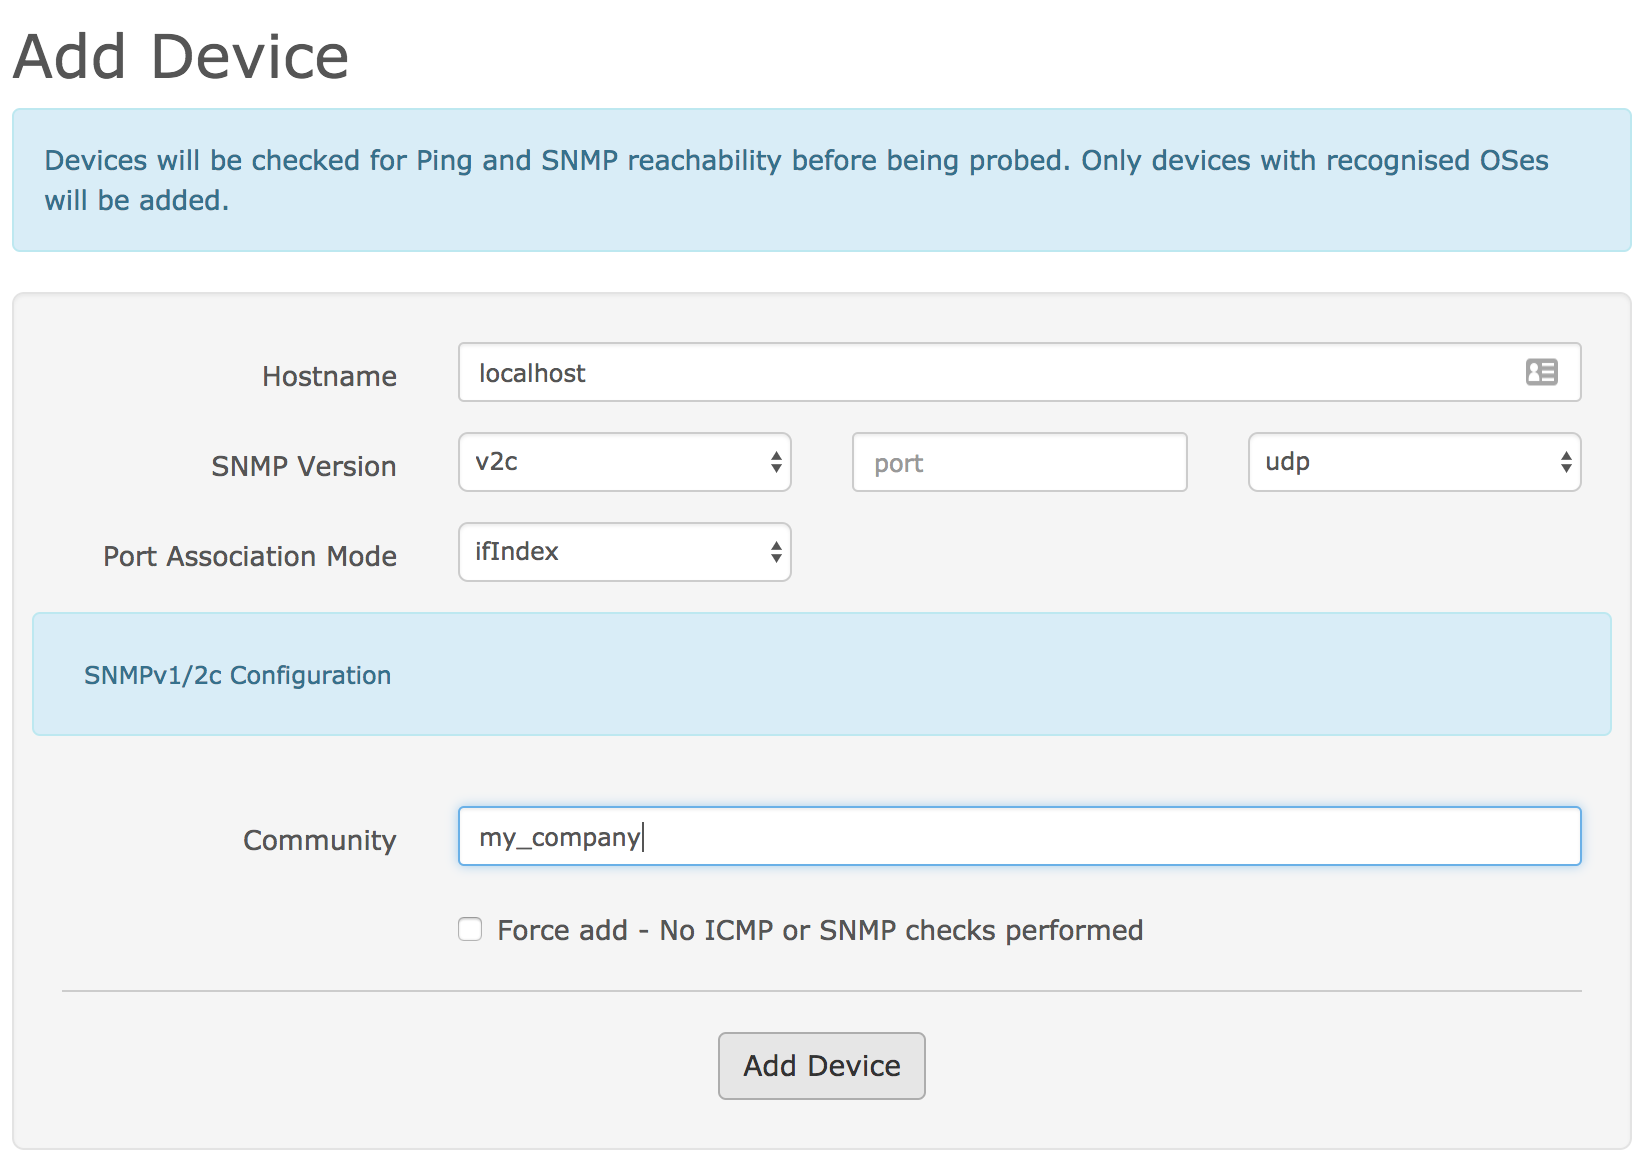 Add Device
Devices will be checked for Ping and SNMP reachability before being probed. Only devices with recognised OSes
will be added.
Hostname localhost
SNMP Version v2c port udp
Port Association Mode ifIndex
SNMPv1/2c Configuration
Community my_company
Force add - No ICMP or SNMP checks performed
Add Device